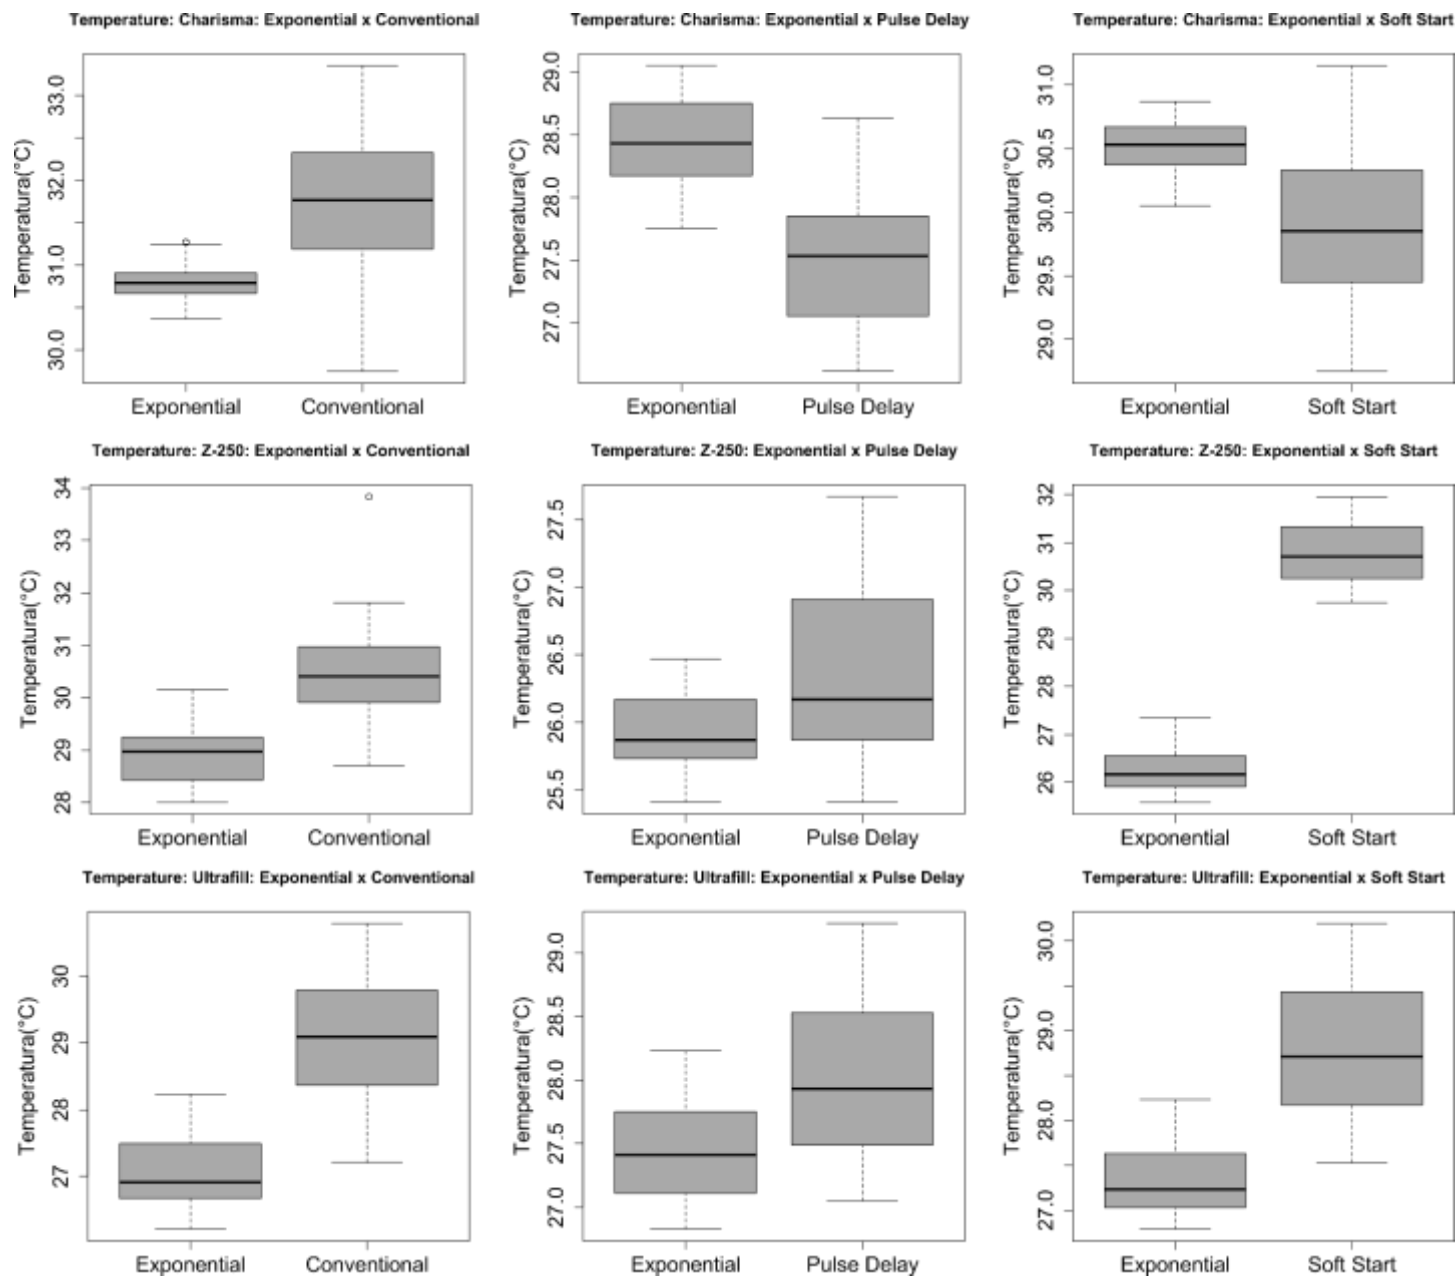 Temperature: Charisma: Exponential x Conventional
Temperatura(°C)
33.0
32.0
31.0
30.0
Exponential
Conventional
Temperature: Charisma: Exponential x Pulse Delay
Temperatura(°C)
29.0
28.5
28.0
27.5
27.0
Exponential
Pulse Delay
Temperature: Charisma: Exponential x Soft Start
Temperatura(°C)
31.0
30.5
30.0
29.5
29.0
Exponential
Soft Start
Temperature: Z-250: Exponential x Conventional
Temperatura(°C)
34
33
32
31
30
29
28
Exponential
Conventional
Temperature: Z-250: Exponential x Pulse Delay
Temperatura(°C)
27.5
27.0
26.5
26.0
25.5
Exponential
Pulse Delay
Temperature: Z-250: Exponential x Soft Start
Temperatura(°C)
32
31
30
29
28
27
26
Exponential
Soft Start
Temperature: Ultrafill: Exponential x Conventional
Temperatura(°C)
30
29
28
27
Exponential
Conventional
Temperature: Ultrafill: Exponential x Pulse Delay
Temperatura(°C)
29.0
28.5
28.0
27.5
27.0
Exponential
Pulse Delay
Temperature: Ultrafill: Exponential x Soft Start
Temperatura(°C)
30.0
29.0
28.0
27.0
Exponential
Soft Start